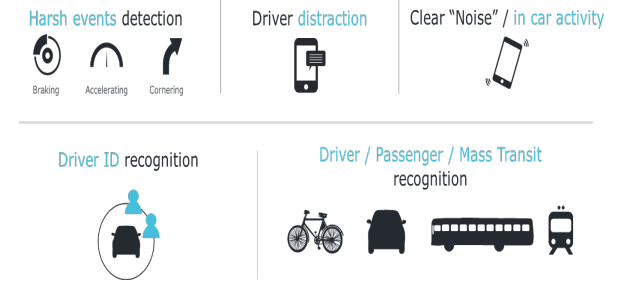 Harsh events detection
Braking
Accelerating
Cornering
Driver distraction
Clear “Noise” / in car activity
Driver ID recognition
Driver / Passenger / Mass Transit
recognition